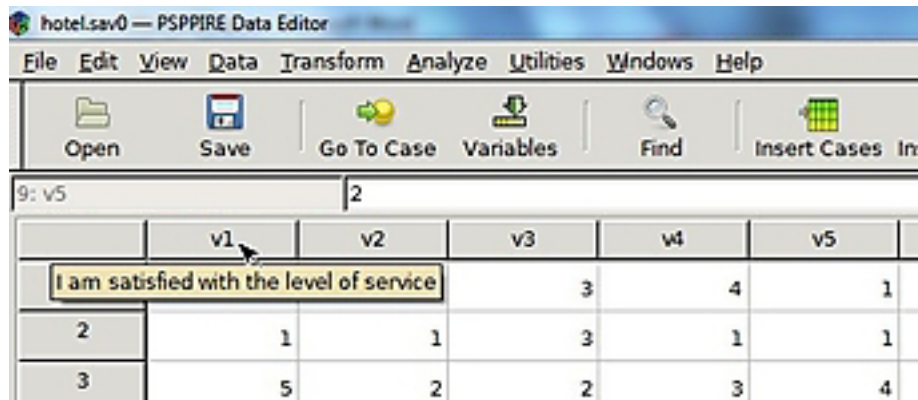 hotel.sav0 — PSPPIRE Data Editor
File Edit View Data Transform Analyze Utilities Windows Help
Open Save Go To Case Variables Find Insert Cases
9: v5 2
v1 v2 v3 v4 v5
I am satisfied with the level of service 3 4 1
2 1 1 3 1 1
3 5 2 2 3 4